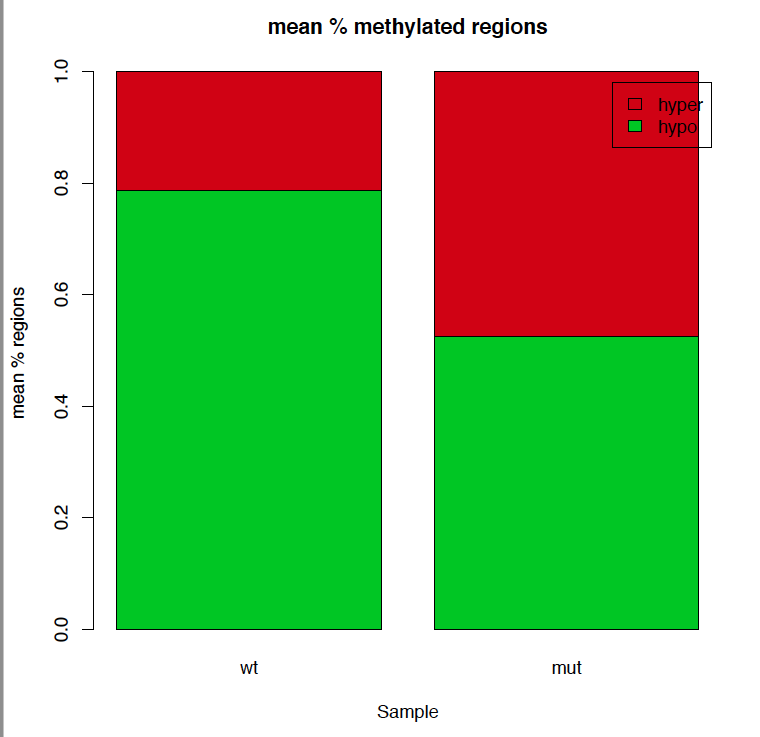 mean % methylated regions
1.0
0.8
0.6
0.4
0.2
0.0
mean % regions
hyper
hypo
wt
mut
Sample